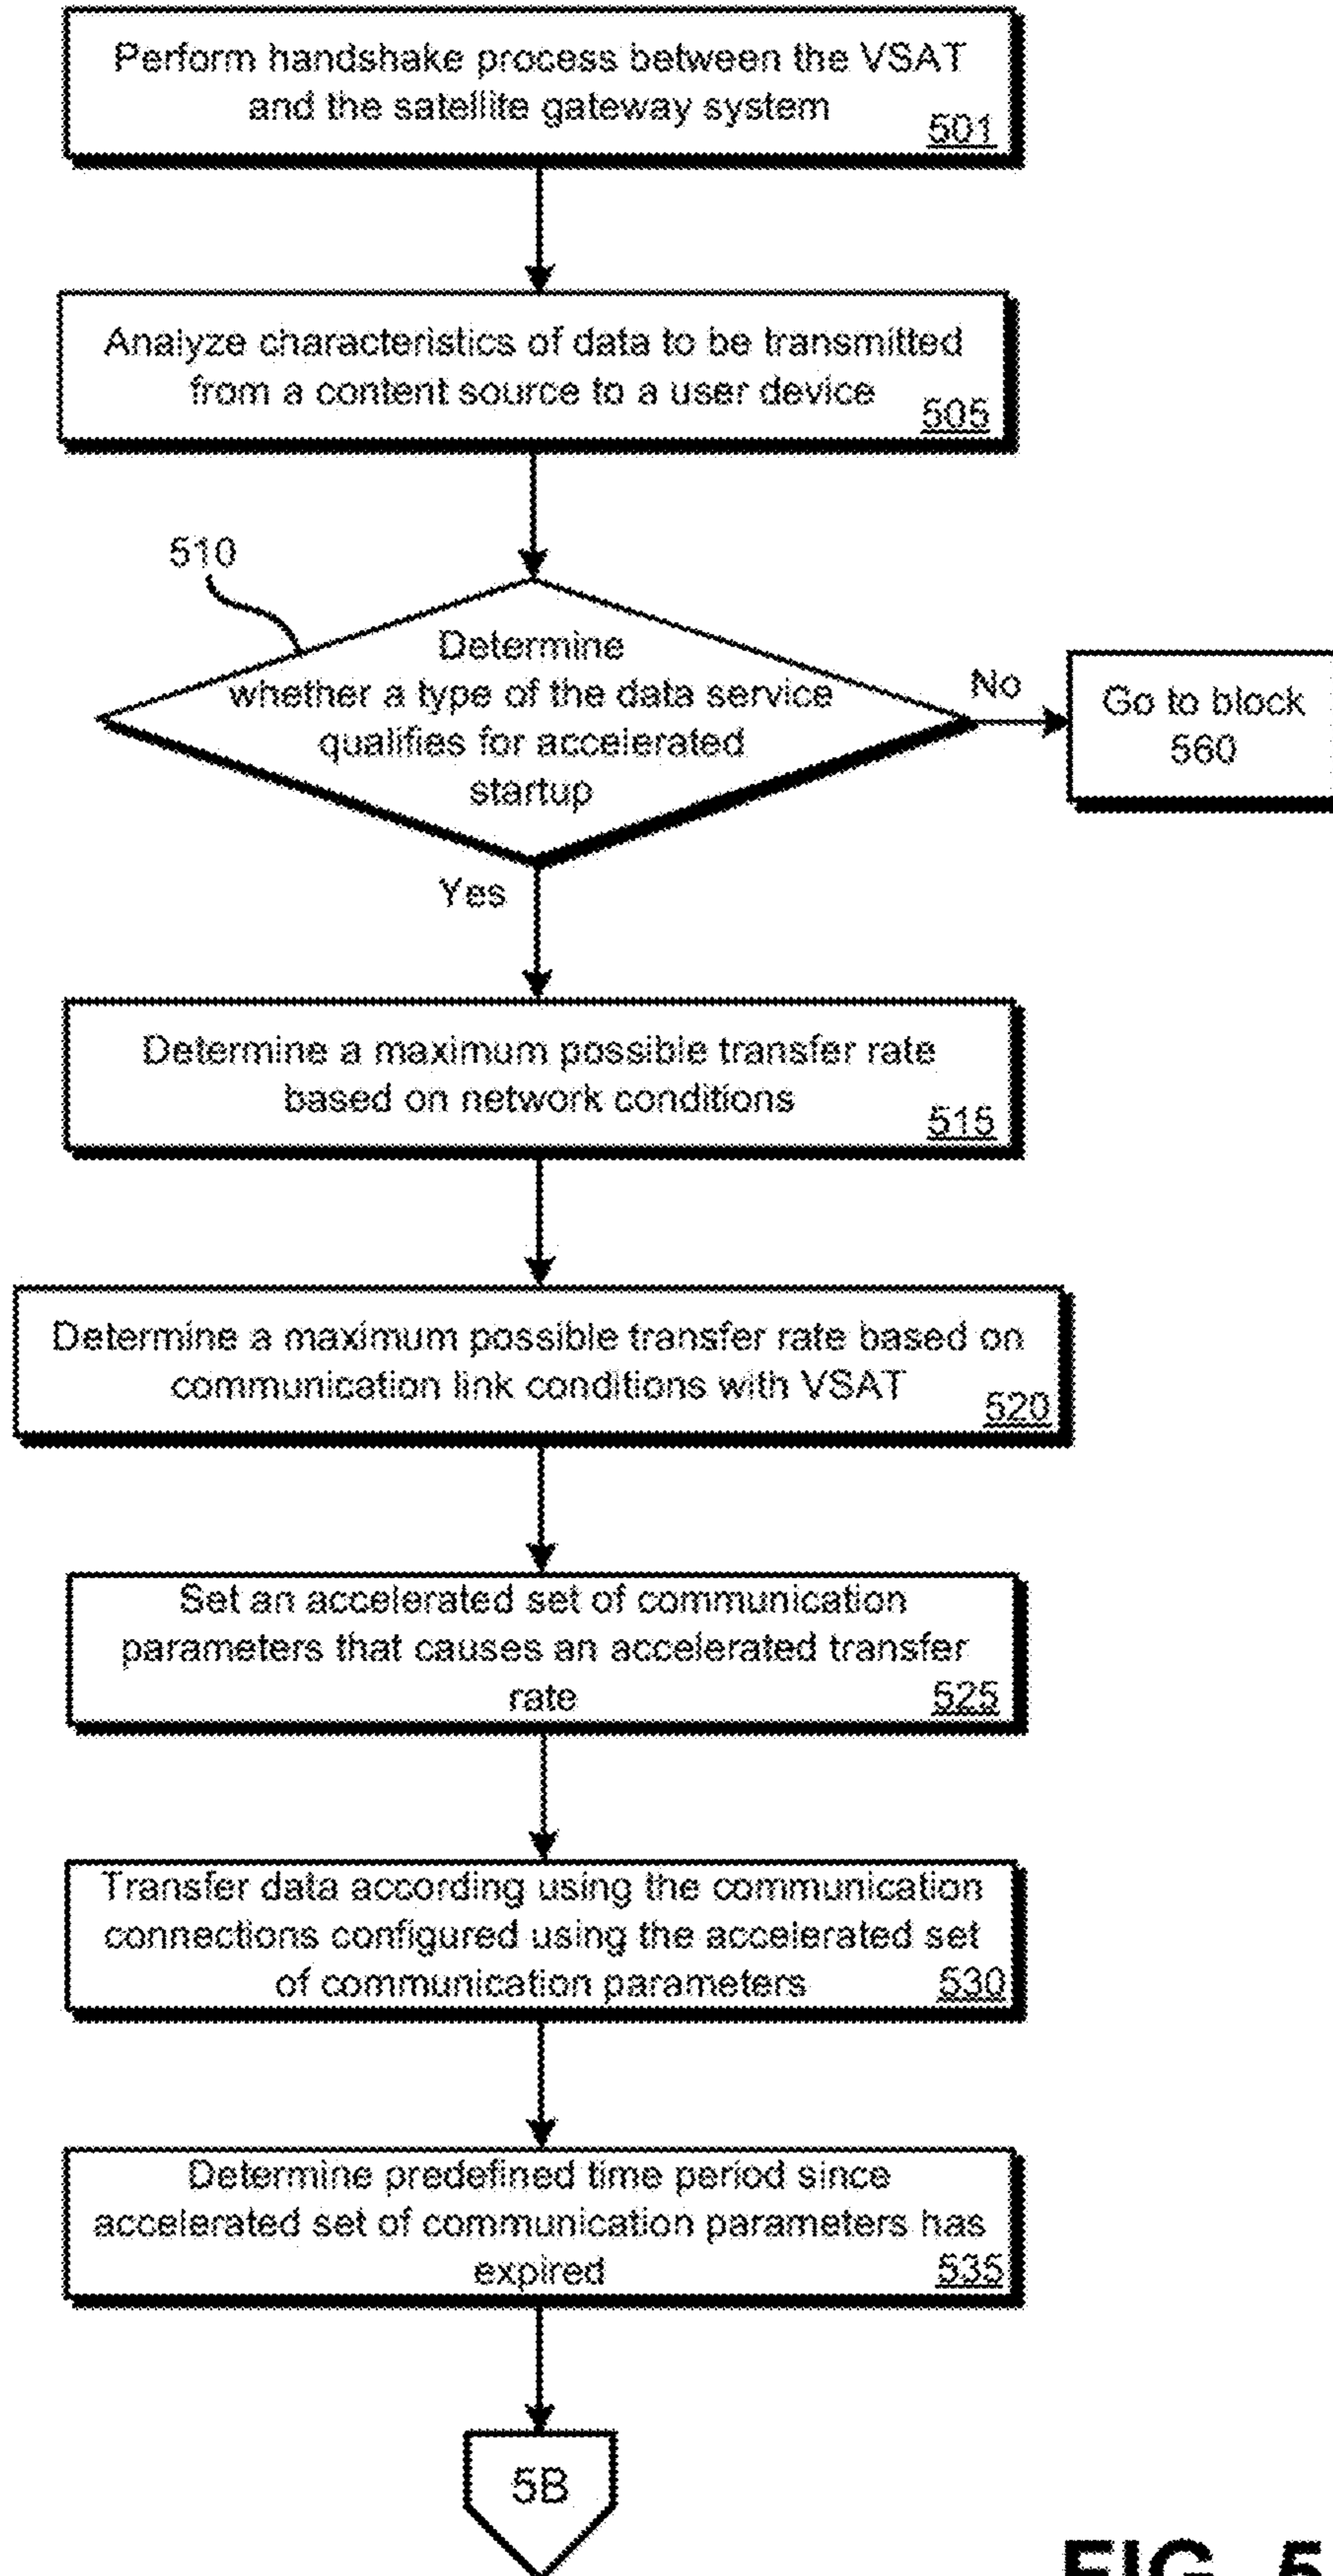 Perform handshake process between the VSAT
and the satellite gateway system
501
Analyze characteristics of data to be transmitted
from a content source to a user device
505
510
Determine
whether a type of the data service
qualifies for accelerated
startup
No
Go to block
560
Yes
Determine a maximum possible transfer rate
based on network conditions
515
Determine a maximum possible transfer rate based on
communication link conditions with VSAT
520
Set an accelerated set of communication
parameters that causes an accelerated transfer
rate
525
Transfer data according using the communication
connections configured using the accelerated set
of communication parameters
530
Determine predefined time period since
accelerated set of communication parameters has
expired
535
5B
FIG. 5